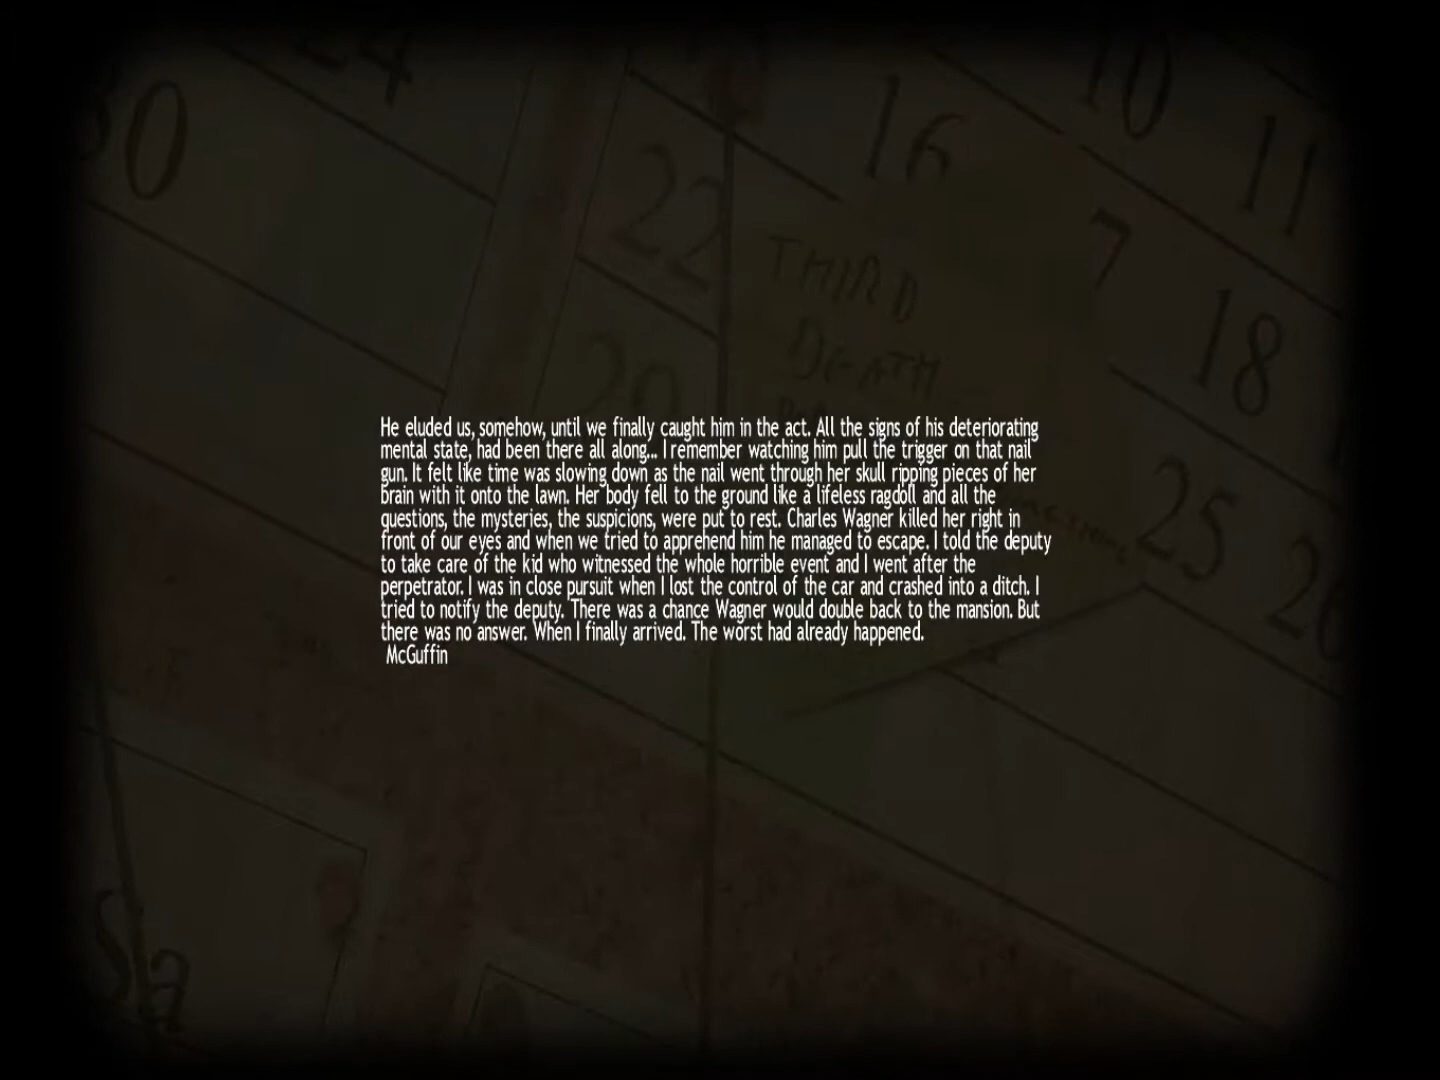 30
24
22
29
16
10
11
7
18
THIRD
DEATH
25
26
He eluded us, somehow, until we finally caught him in the act. All the signs of his deteriorating
mental state, had been there all along... I remember watching him pull the trigger on that nail
gun. It felt like time was slowing down as the nail went through her skull ripping pieces of her
brain with it onto the lawn. Her body fell to the ground like a lifeless ragdoll and all the
questions, the mysteries, the suspicions, were put to rest. Charles Wagner killed her right in
front of our eyes and when we tried to apprehend him he managed to escape. I told the deputy
to take care of the kid who witnessed the whole horrible event and I went after the
perpetrator. I was in close pursuit when I lost the control of the car and crashed into a ditch. I
tried to notify the deputy. There was a chance Wagner would double back to the mansion. But
there was no answer. When I finally arrived. The worst had already happened.
McGuffin